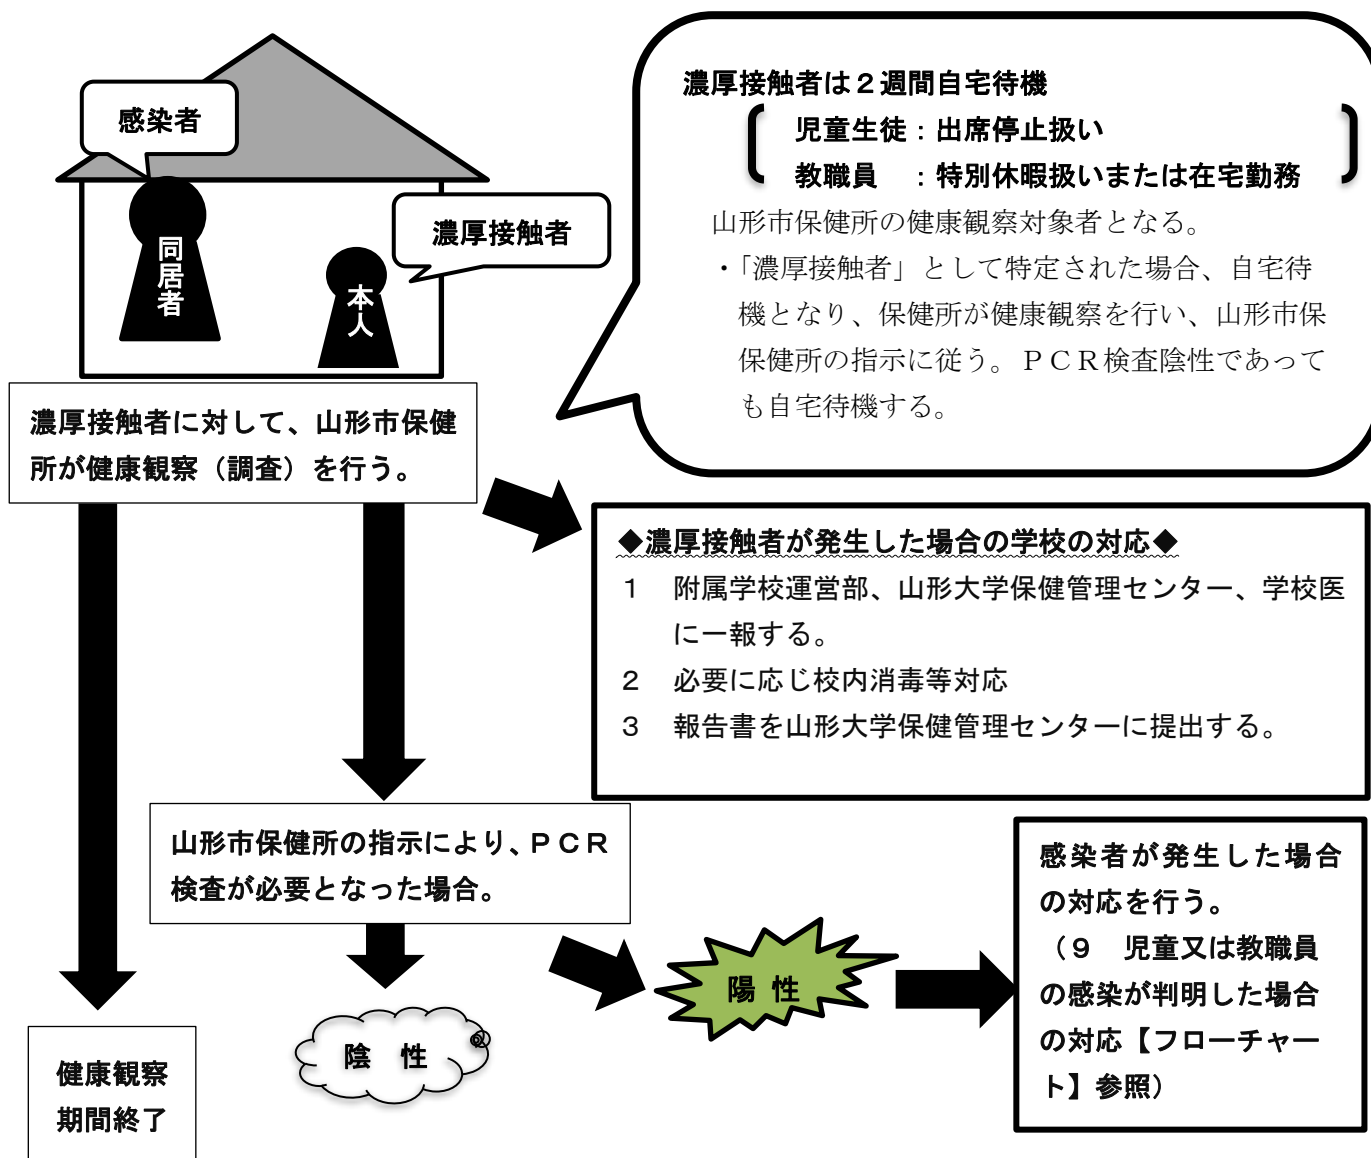 感染者
同居者
本人
濃厚接触者
濃厚接触者は２週間自宅待機
児童生徒：出席停止扱い
教職員　：特別休暇扱いまたは在宅勤務
山形市保健所の健康観察対象者となる。
・「濃厚接触者」として特定された場合、自宅待
機となり、保健所が健康観察を行い、山形市保
保健所の指示に従う。ＰＣＲ検査陰性であって
も自宅待機する。
濃厚接触者に対して、山形市保健
所が健康観察（調査）を行う。
◆濃厚接触者が発生した場合の学校の対応◆
１　附属学校運営部、山形大学保健管理センター、学校医
に一報する。
２　必要に応じ校内消毒等対応
３　報告書を山形大学保健管理センターに提出する。
山形市保健所の指示により、ＰＣＲ
検査が必要となった場合。
陽 性
感染者が発生した場合
の対応を行う。
（９　児童又は教職員
の感染が判明した場合
の対応【フローチャー
ト】参照）
陰　性
健康観察
期間終了